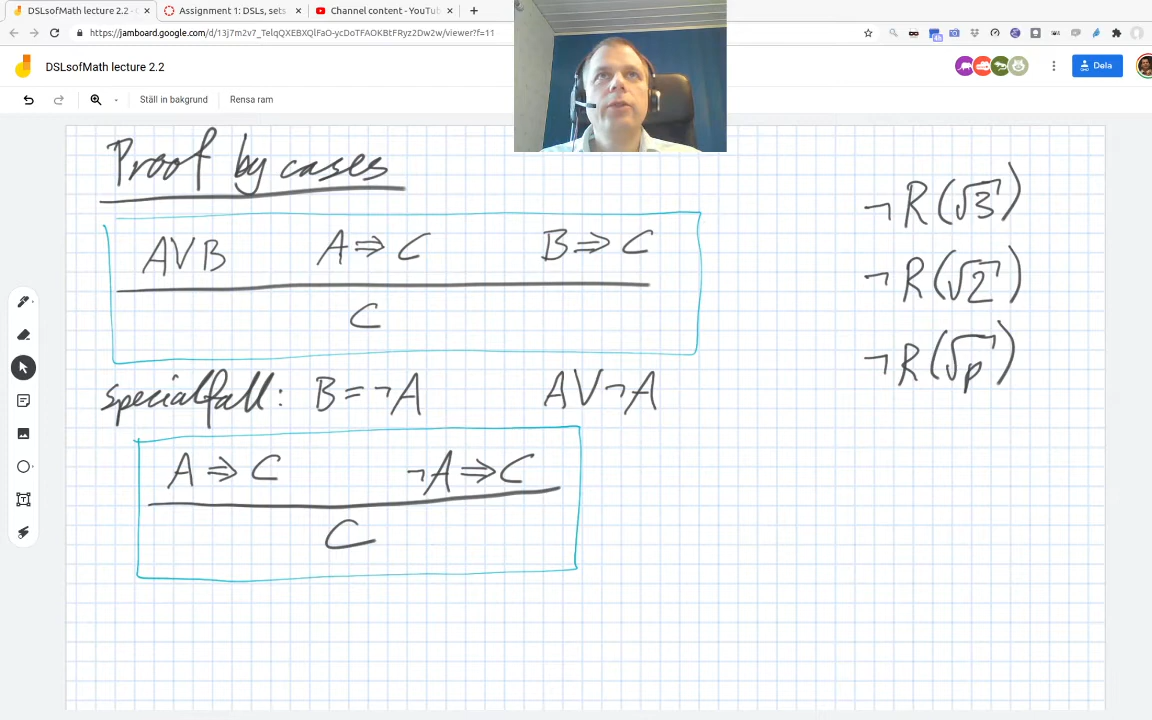 DSLsofMath lecture 2.2 -
Assignment 1: DSLs, sets
Channel content - YouTu
https://jamboard.google.com/d/13j7m2v7_TelqQXEBXQlFaO-ycDoTFAOKBtFRyz2Dw2w/viewer?f=11
DSLsofMath lecture 2.2
Dela
Ställ in bakgrund
Rensa ram
Proof by cases
A∨B A⇒C B⇒C
C
specialfall: B=¬A A∨¬A
A⇒C ¬A⇒C
C
¬R(√3)
¬R(√2)
¬R(√p)